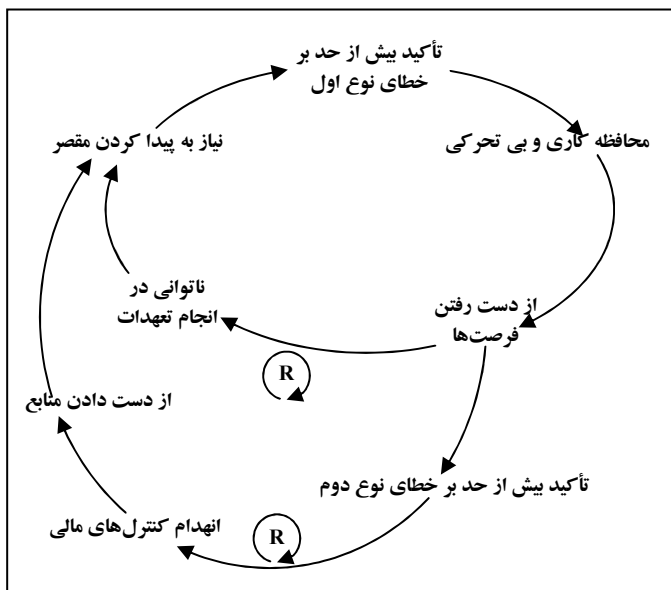 تأکید بیش از حد بر
خطای نوع اول
نیاز به پیدا کردن مقصر
محافظه کاری و بی تحرکی
ناتوانی در
انجام تعهدات
از دست رفتن
فرصت‌ها
R
از دست دادن منابع
تأکید بیش از حد بر خطای نوع دوم
انهدام کنترل‌های مالی
R